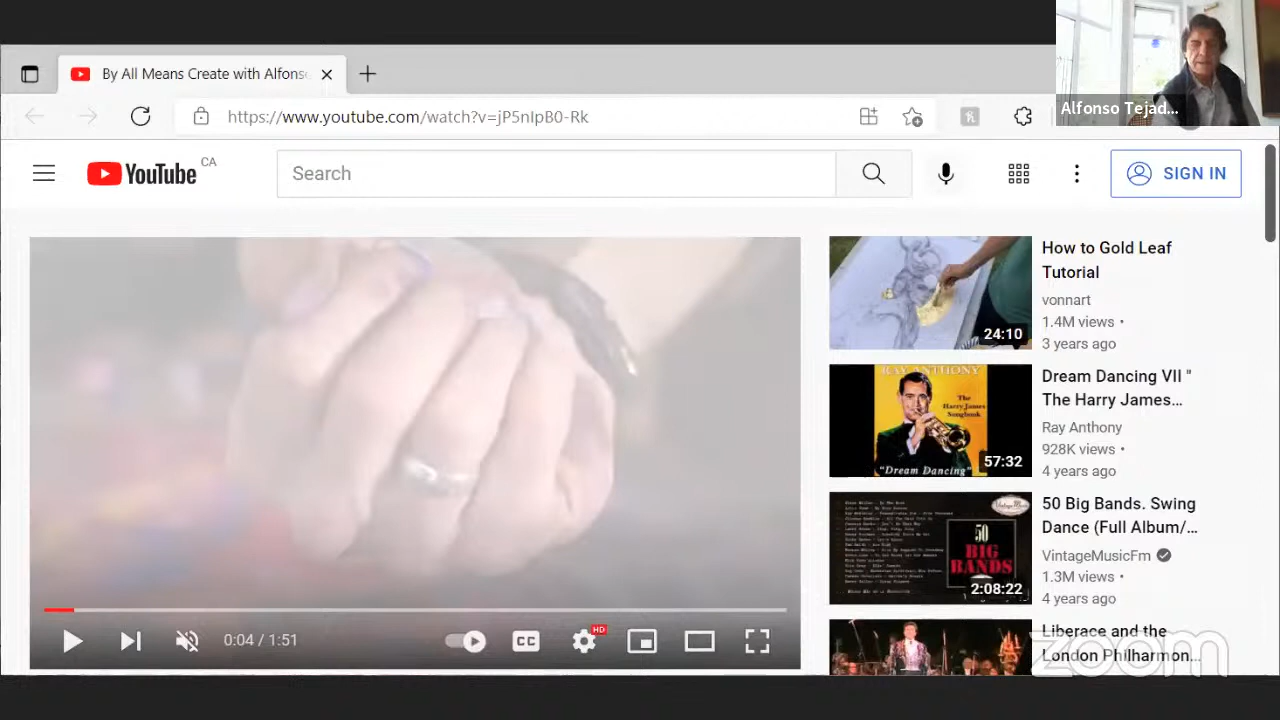 By All Means Create with Alfons
Alfonso Tejad...
https://www.youtube.com/watch?v=jP5nIpB0-Rk
YouTube CA
Search
SIGN IN
How to Gold Leaf
Tutorial
vonnart
1.4M views •
3 years ago
24:10
RAY ANTHONY
The
Harry James
Songbook
"Dream Dancing"
57:32
Dream Dancing VII "
The Harry James...
Ray Anthony
928K views •
4 years ago
50
BIG
BANDS
2:08:22
50 Big Bands. Swing
Dance (Full Album/...
VintageMusicFm
1.3M views •
4 years ago
Liberace and the
London Philharmon...
HD
0:04 / 1:51
CC
zoom